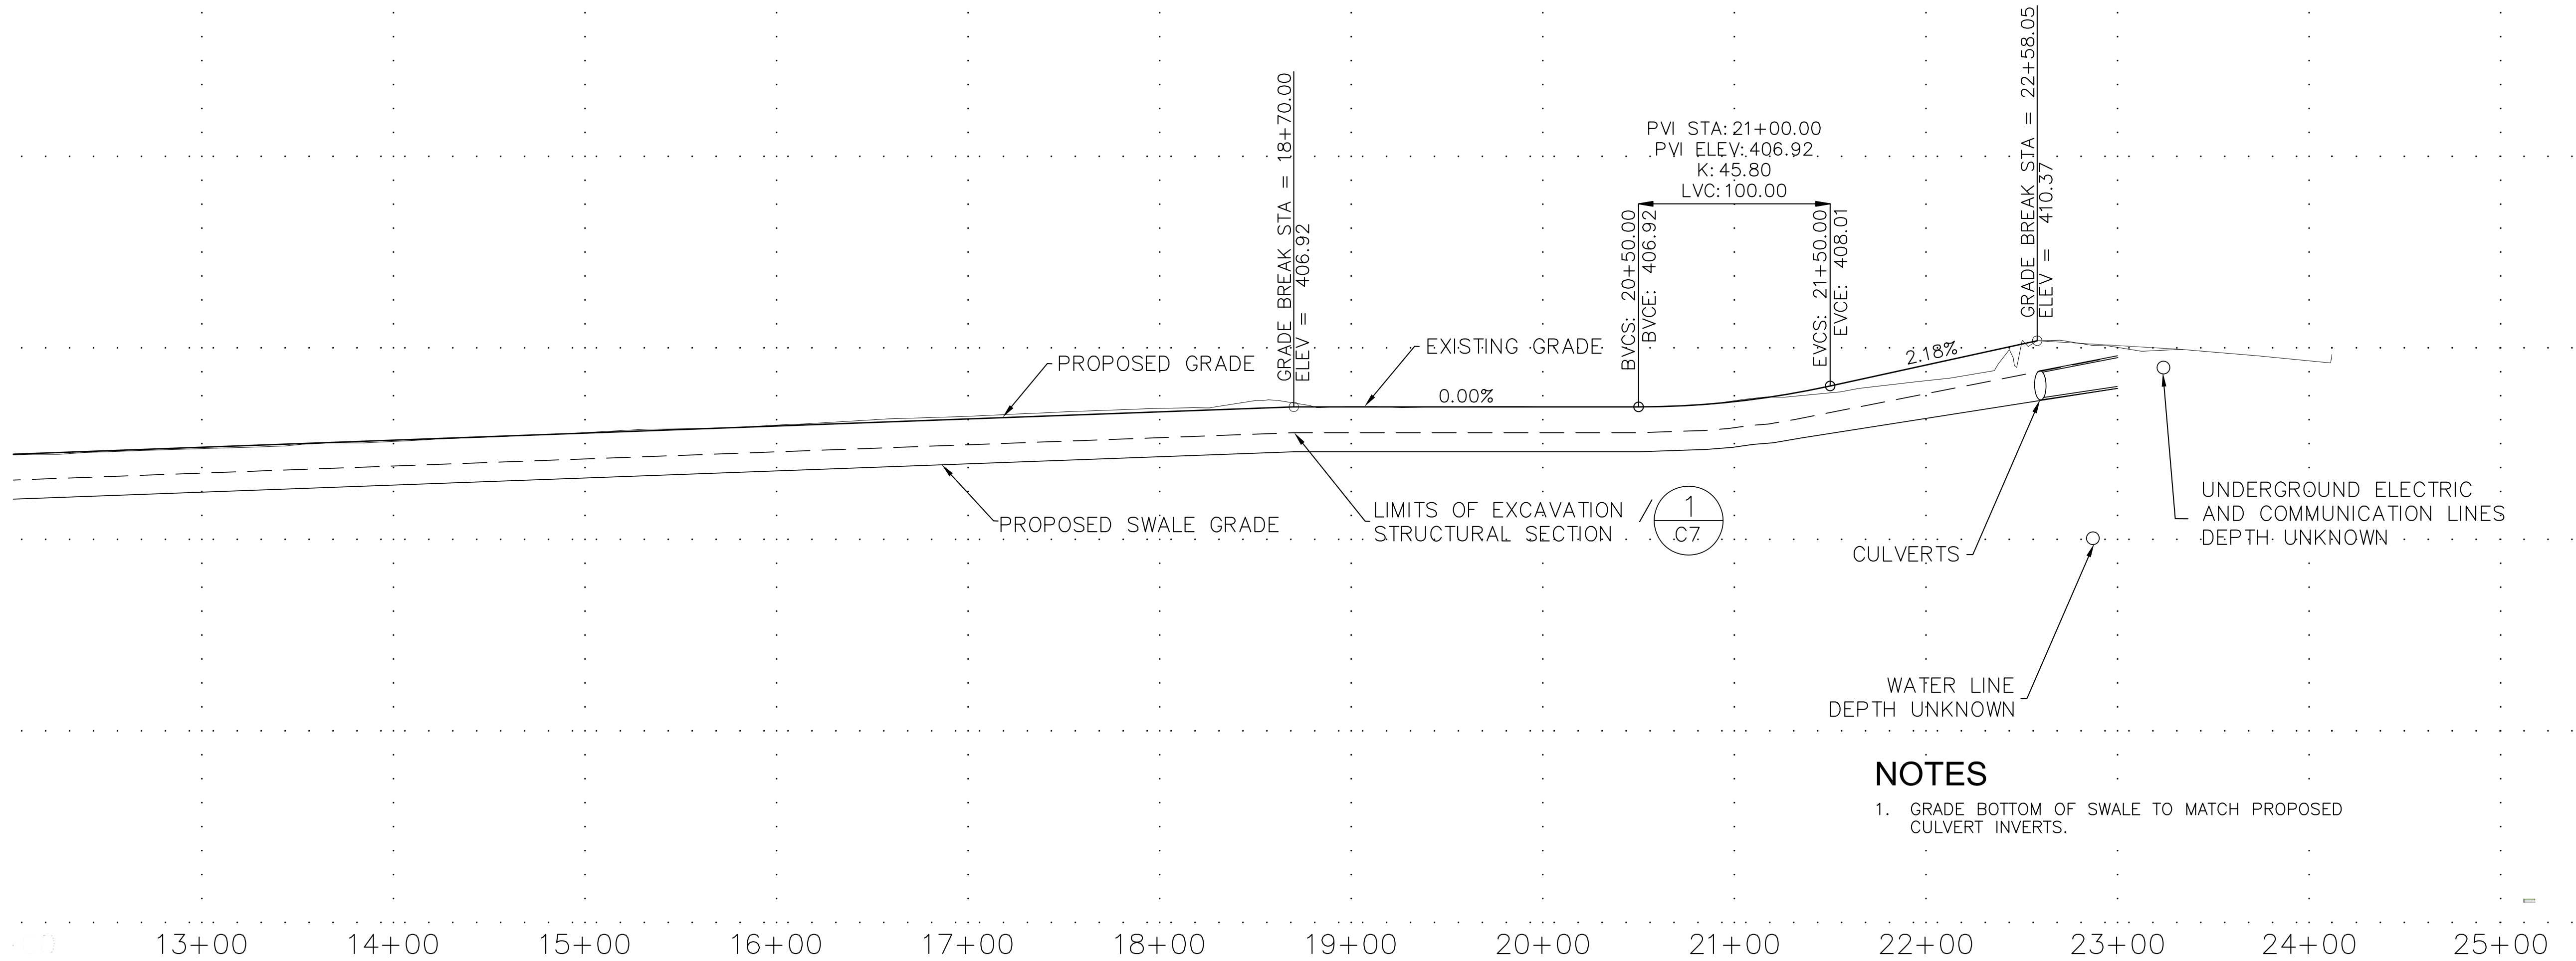 GRADE BREAK STA = 18+70.00
ELEV = 406.92
PVI STA: 21+00.00
PVI ELEV: 406.92
K: 45.80
LVC: 100.00
BVCS: 20+50.00
BVCE: 406.92
EVCS: 21+50.00
EVCE: 408.01
GRADE BREAK STA = 22+58.05
ELEV = 410.37
PROPOSED GRADE
EXISTING GRADE
0.00%
2.18%
PROPOSED SWALE GRADE
LIMITS OF EXCAVATION /
STRUCTURAL SECTION
1
C7
CULVERTS
UNDERGROUND ELECTRIC
AND COMMUNICATION LINES
DEPTH UNKNOWN
WATER LINE
DEPTH UNKNOWN
NOTES
1. GRADE BOTTOM OF SWALE TO MATCH PROPOSED
CULVERT INVERTS.
13+00 14+00 15+00 16+00 17+00 18+00 19+00 20+00 21+00 22+00 23+00 24+00 25+00